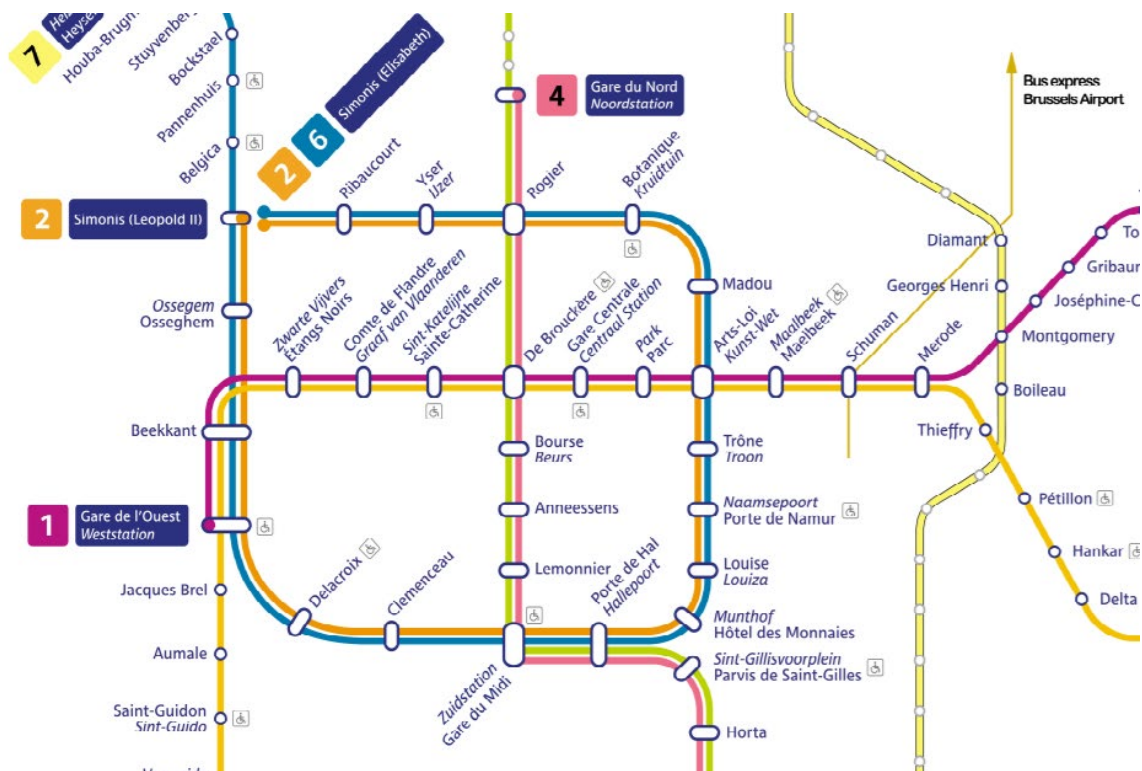 7
Heysel
Houba-Brugm
Stuyvenberg
Bockstael
Pannenhuis
Belgica
2
6
Simonis (Elisabeth)
4
Gare du Nord
Noordstation
Bus express
Brussels Airport
2
Simonis (Leopold II)
Ribaucourt
Yser
IJzer
Rogier
Botanique
Kruidtuin
Diamant
To
Gribaur
Georges Henri
Joséphine-C
Madou
Ossegem
Osseghem
Zwarte Vijvers
Étangs Noirs
Comte de Flandre
Graaf van Vlaanderen
Sint-Katelijne
Sainte-Catherine
De Brouckère
Gare Centrale
Centraal Station
Park
Parc
Arts-Loi
Kunst-Wet
Maalbeek
Maelbeek
Schuman
Merode
Montgomery
Boileau
Beekkant
Thieffry
Bourse
Beurs
Trône
Troon
1
Gare de l'Ouest
Weststation
Anneessens
Naamsepoort
Porte de Namur
Pétillon
Hankar
Delacroix
Clemenceau
Lemonnier
Porte de Hal
Hallepoort
Louise
Louiza
Jacques Brel
Delta
Munthof
Hôtel des Monnaies
Aumale
Zuidstation
Gare du Midi
Sint-Gillisvoorplein
Parvis de Saint-Gilles
Saint-Guidon
Sint-Guido
Horta